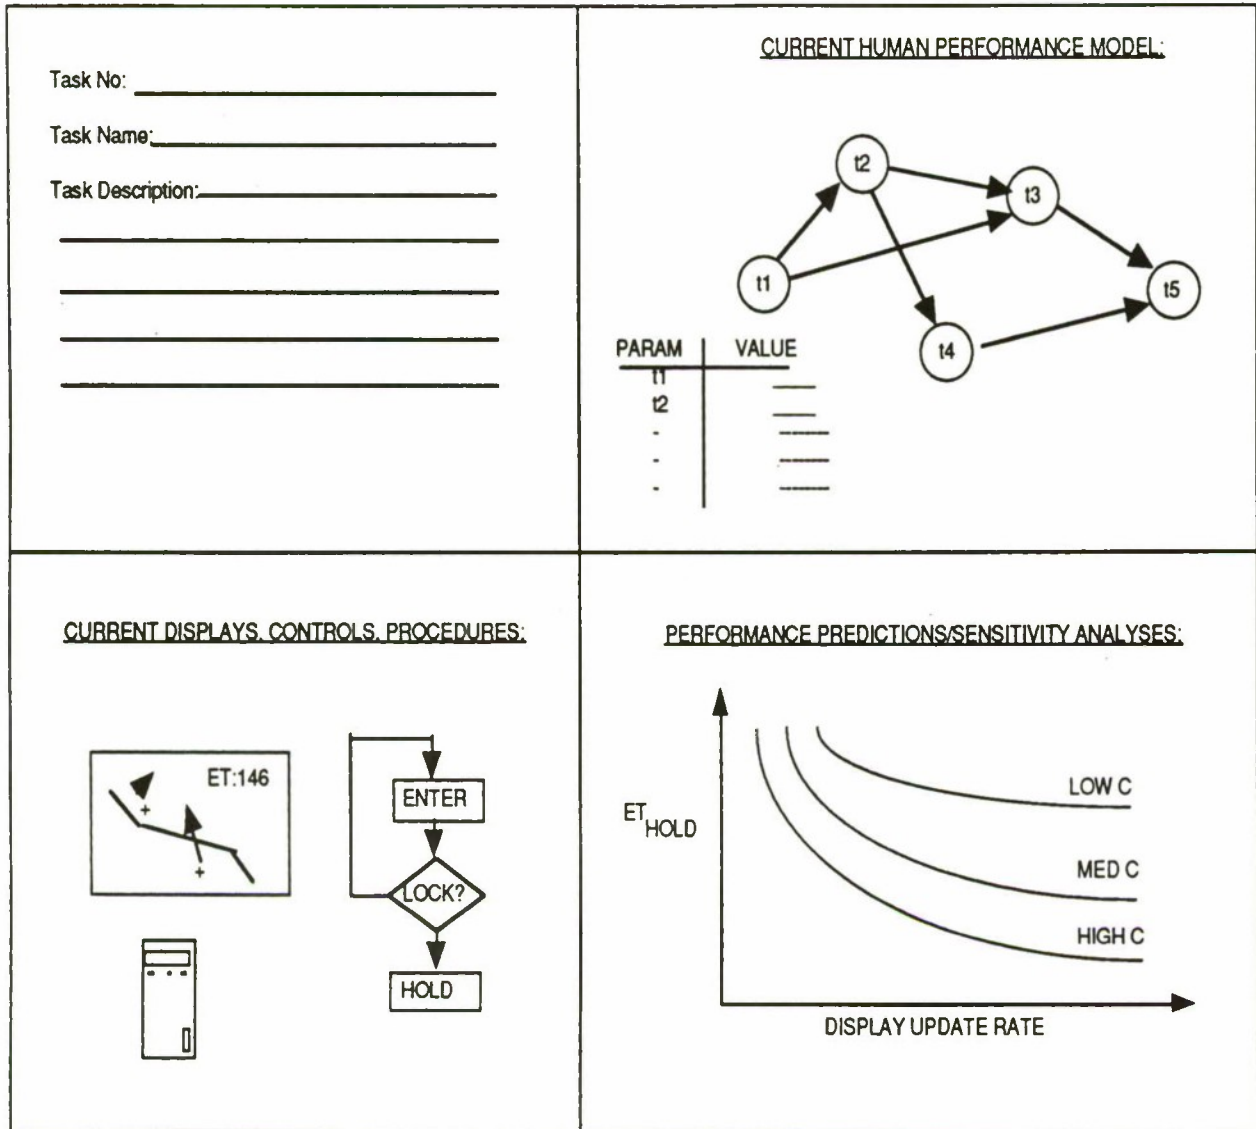 Task No:
Task Name:
Task Description:
CURRENT HUMAN PERFORMANCE MODEL:
t2
t3
t1
t5
t4
PARAM VALUE
t1
t2
-
-
-
CURRENT DISPLAYS, CONTROLS, PROCEDURES:
ET:146
+
+
ENTER
LOCK?
HOLD
PERFORMANCE PREDICTIONS/SENSITIVITY ANALYSES:
ET HOLD
LOW C
MED C
HIGH C
DISPLAY UPDATE RATE